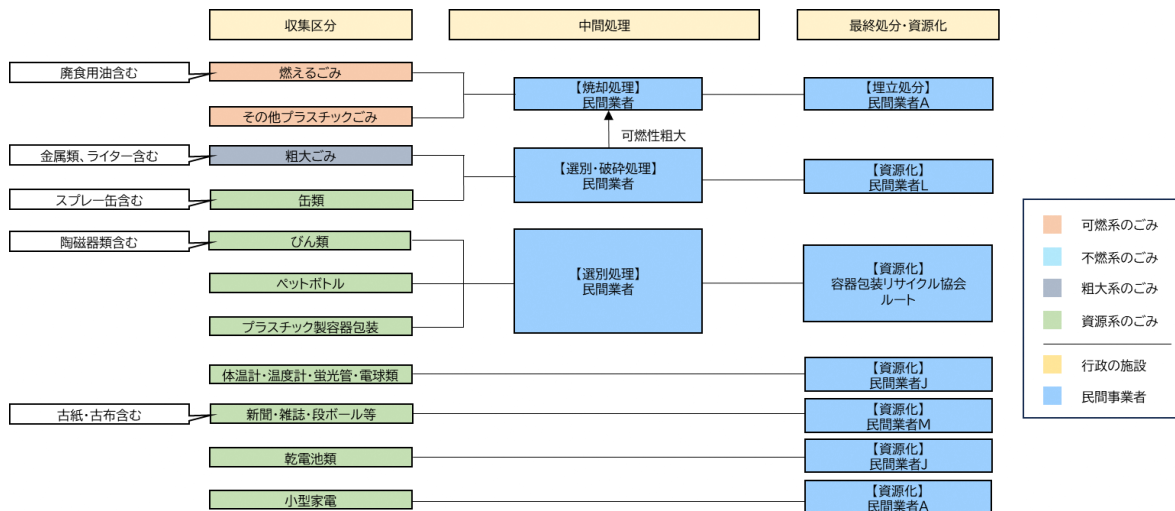 収集区分
中間処理
最終処分・資源化
廃食用油含む
燃えるごみ
【焼却処理】
民間業者
【埋立処分】
民間業者A
その他プラスチックごみ
可燃性粗大
金属類、ライター含む
粗大ごみ
【選別・破砕処理】
民間業者
【資源化】
民間業者L
スプレー缶含む
缶類
陶磁器類含む
びん類
ペットボトル
プラスチック製容器包装
【選別処理】
民間業者
【資源化】
容器包装リサイクル協会
ルート
体温計・温度計・蛍光管・電球類
【資源化】
民間業者J
古紙・古布含む
新聞・雑誌・段ボール等
【資源化】
民間業者M
乾電池類
【資源化】
民間業者J
小型家電
【資源化】
民間業者A
可燃系のごみ
不燃系のごみ
粗大系のごみ
資源系のごみ
行政の施設
民間事業者